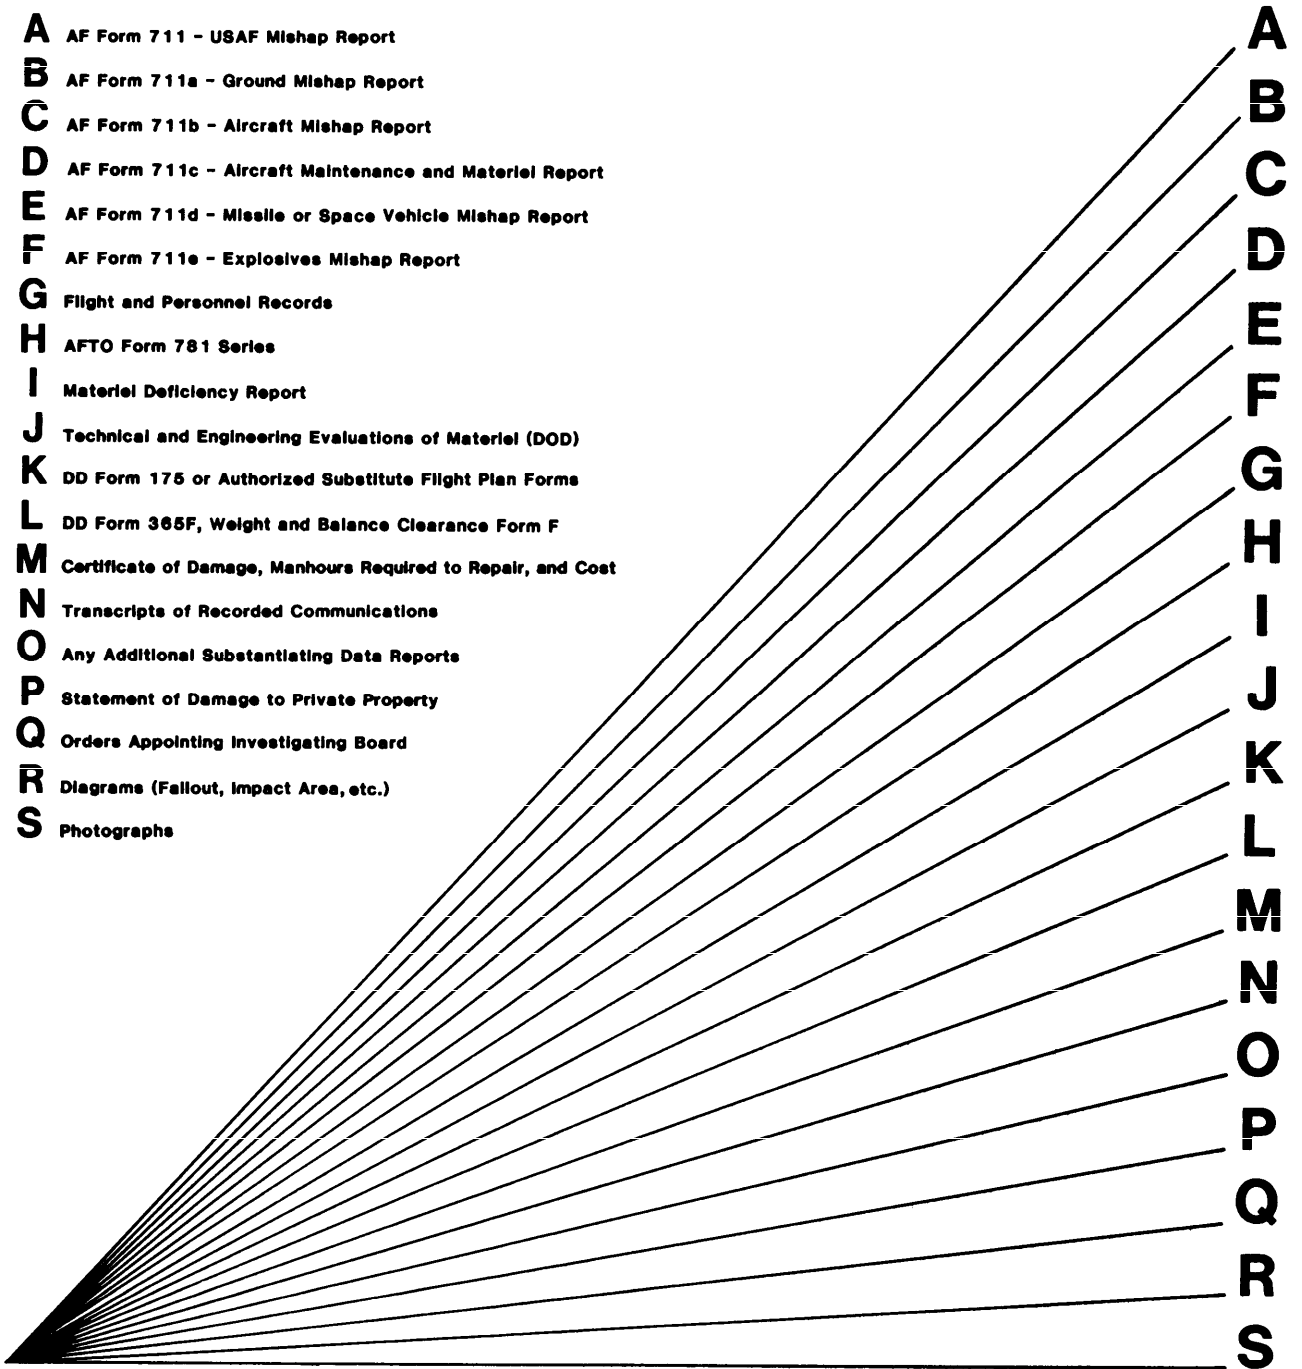 A AF Form 711 - USAF Mishap Report
B AF Form 711a - Ground Mishap Report
C AF Form 711b - Aircraft Mishap Report
D AF Form 711c - Aircraft Maintenance and Materiel Report
E AF Form 711d - Missile or Space Vehicle Mishap Report
F AF Form 711e - Explosives Mishap Report
G Flight and Personnel Records
H AFTO Form 781 Series
I Materiel Deficiency Report
J Technical and Engineering Evaluations of Materiel (DOD)
K DD Form 175 or Authorized Substitute Flight Plan Forms
L DD Form 365F, Weight and Balance Clearance Form F
M Certificate of Damage, Manhours Required to Repair, and Cost
N Transcripts of Recorded Communications
O Any Additional Substantiating Data Reports
P Statement of Damage to Private Property
Q Orders Appointing Investigating Board
R Diagrams (Fallout, Impact Area, etc.)
S Photographs
A
B
C
D
E
F
G
H
I
J
K
L
M
N
O
P
Q
R
S